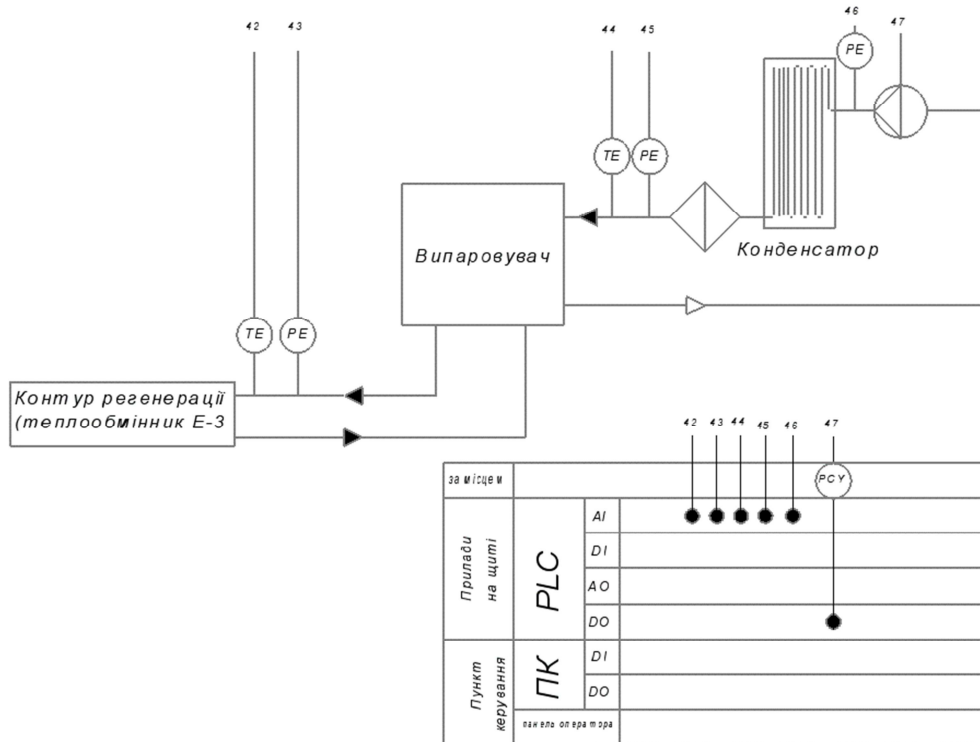 42 43 44 45 46 47
PE
TE PE
Випаровувач
Конденсатор
TE PE
Контур регенерації
(теплообмінник Е-3
42 43 44 45 46 47
за місцем
PCY
Прилади
на щиті
PLC
AI
DI
AO
DO
Пункт
керування
ПК
DI
DO
панель оператора